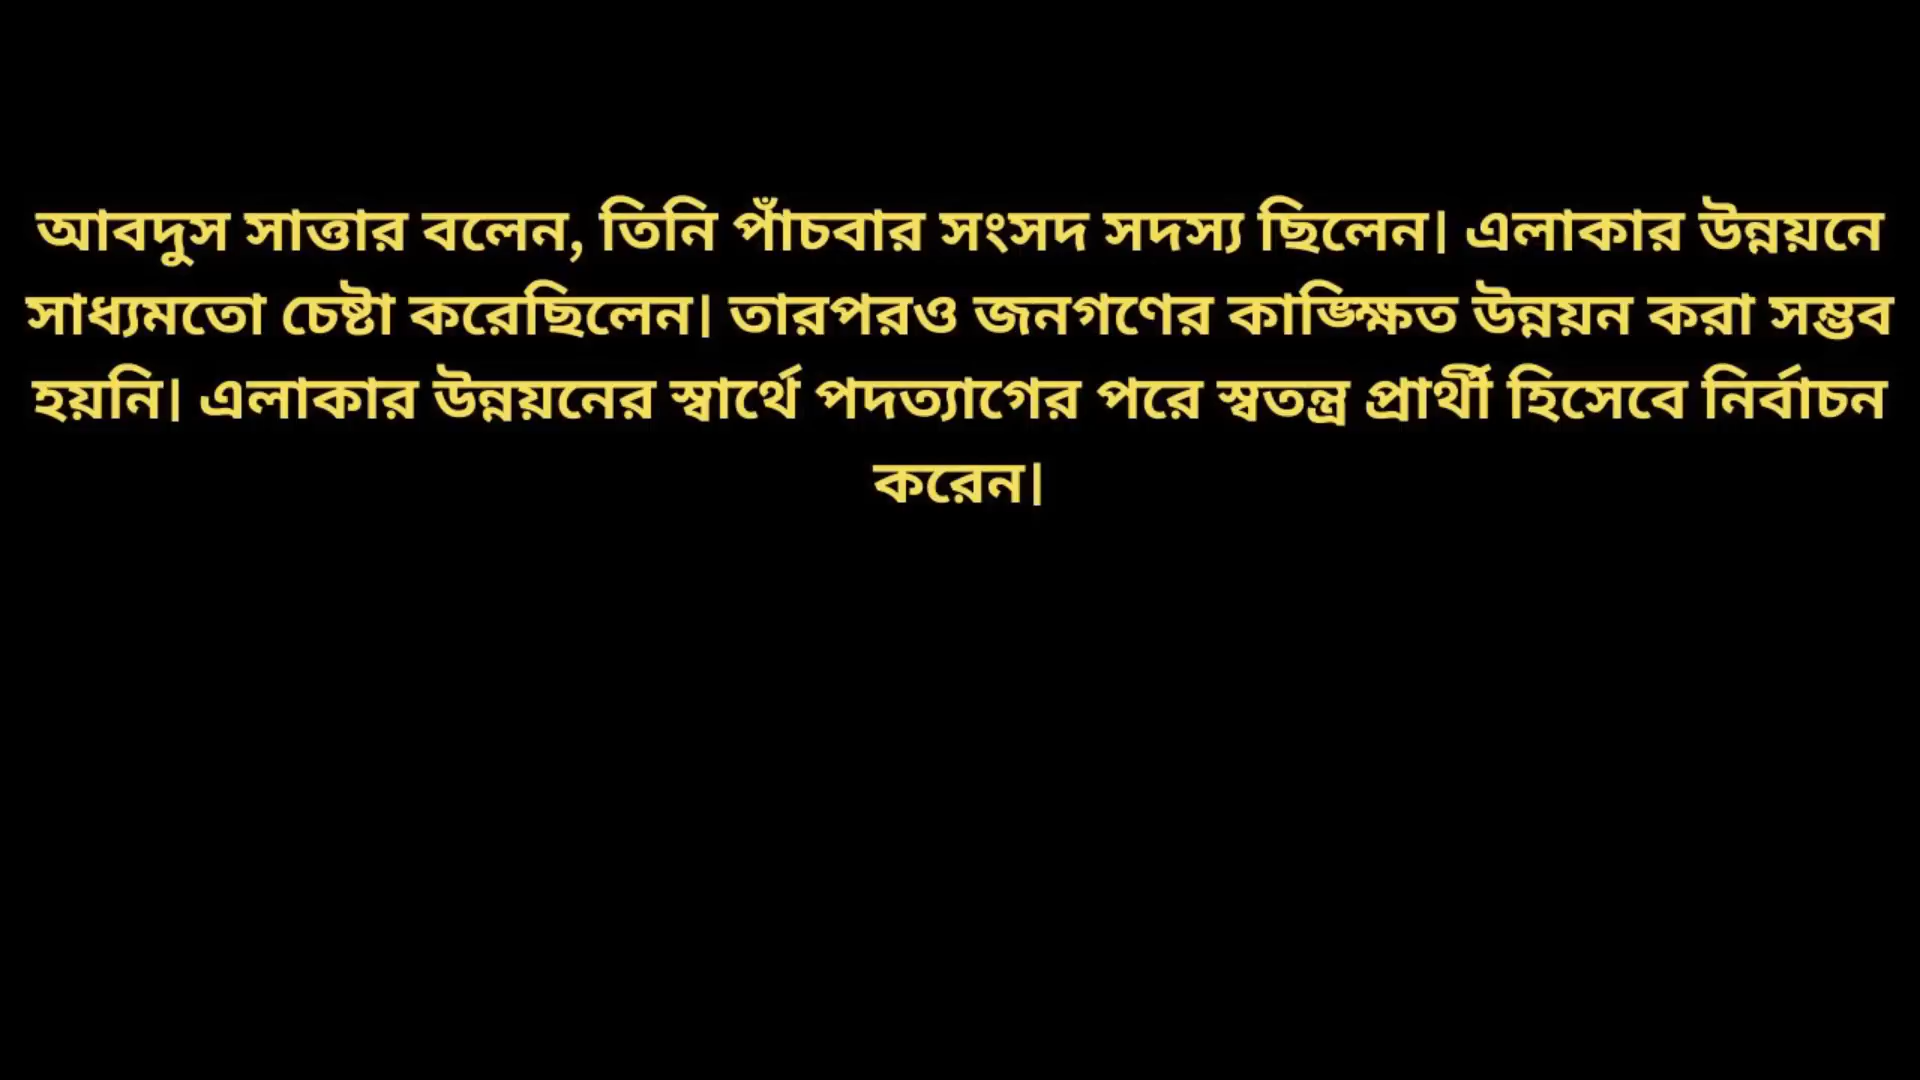 আবদুস সাত্তার বলেন, তিনি পাঁচবার সংসদ সদস্য ছিলেন। এলাকার উন্নয়নে
সাধ্যমতো চেষ্টা করেছিলেন। তারপরও জনগণের কাঙ্ক্ষিত উন্নয়ন করা সম্ভব
হয়নি। এলাকার উন্নয়নের স্বার্থে পদত্যাগের পরে স্বতন্ত্র প্রার্থী হিসেবে নির্বাচন
করেন।